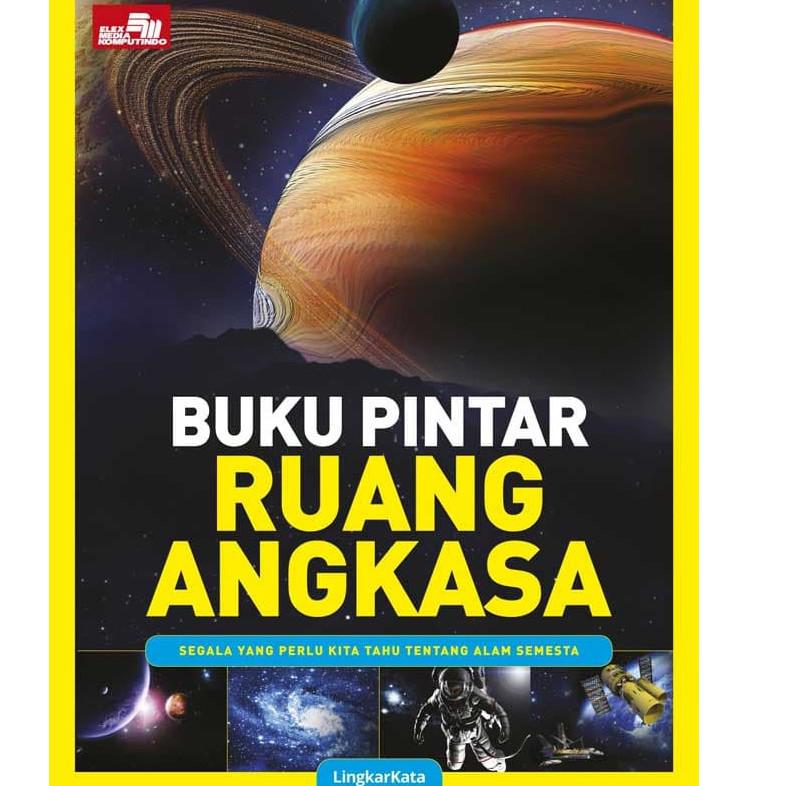 ELEX
MEDIA
KOMPUTINDO
BUKU PINTAR
RUANG
ANGKASA
SEGALA YANG PERLU KITA TAHU TENTANG ALAM SEMESTA
LingkarKata